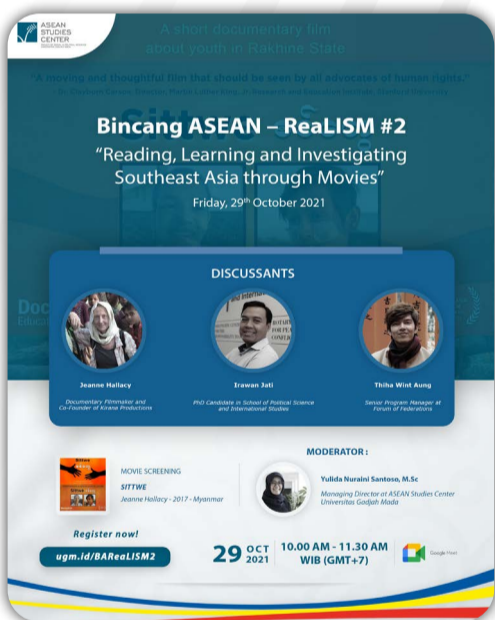 ASEAN
STUDIES
CENTER
A short documentary film
about youth in Rakhine State
"A moving and thoughtful film that should be seen by all advocates of human rights."
Sittwe
Bincang ASEAN – ReaLISM #2
"Reading, Learning and Investigating
Southeast Asia through Movies"
Friday, 29th October 2021
DISCUSSANTS
Jeanne Hallacy
Documentary Filmmaker and
Co-Founder of Kirana Productions
Irawan Jati
PhD Candidate in School of Political Science
and International Studies
Thiha Wint Aung
Senior Program Manager at
Forum of Federations
MOVIE SCREENING
SITTWE
Jeanne Hallacy - 2017 - Myanmar
MODERATOR :
Yulida Nuraini Santoso, M.Sc
Managing Director at ASEAN Studies Center
Universitas Gadjah Mada
Register now!
ugm.id/BAReaLISM2
29 OCT
2021
10.00 AM - 11.30 AM
WIB (GMT+7)
Google Meet